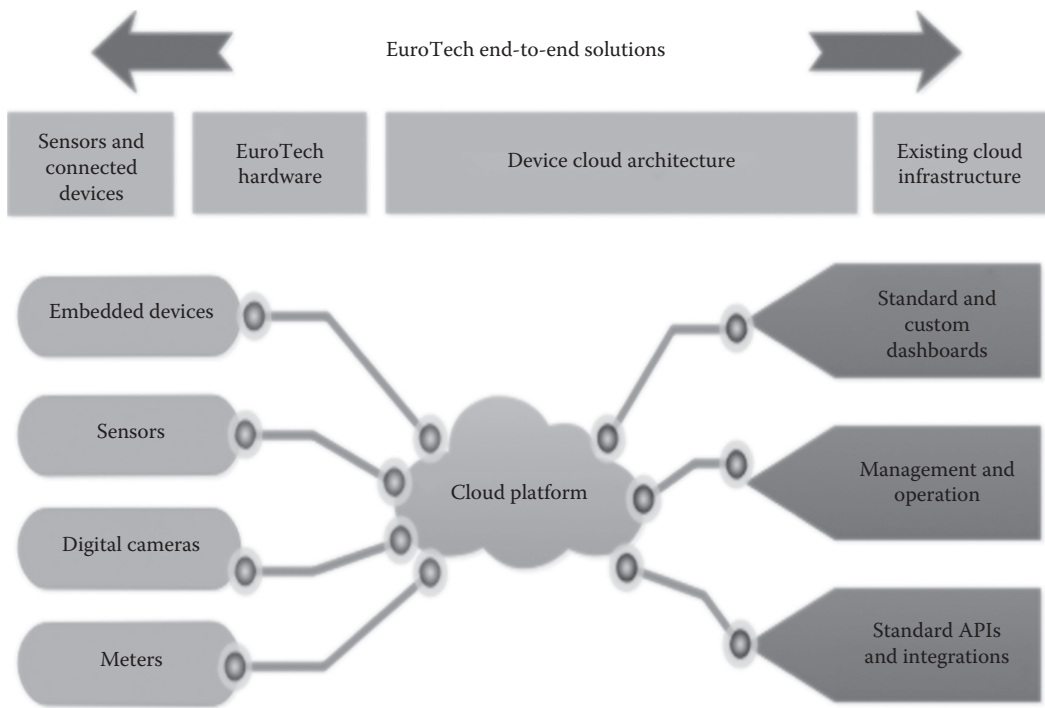 EuroTech end-to-end solutions
Sensors and
connected
devices
EuroTech
hardware
Device cloud architecture
Existing cloud
infrastructure
Embedded devices
Sensors
Digital cameras
Meters
Cloud platform
Standard and
custom
dashboards
Management and
operation
Standard APIs
and integrations